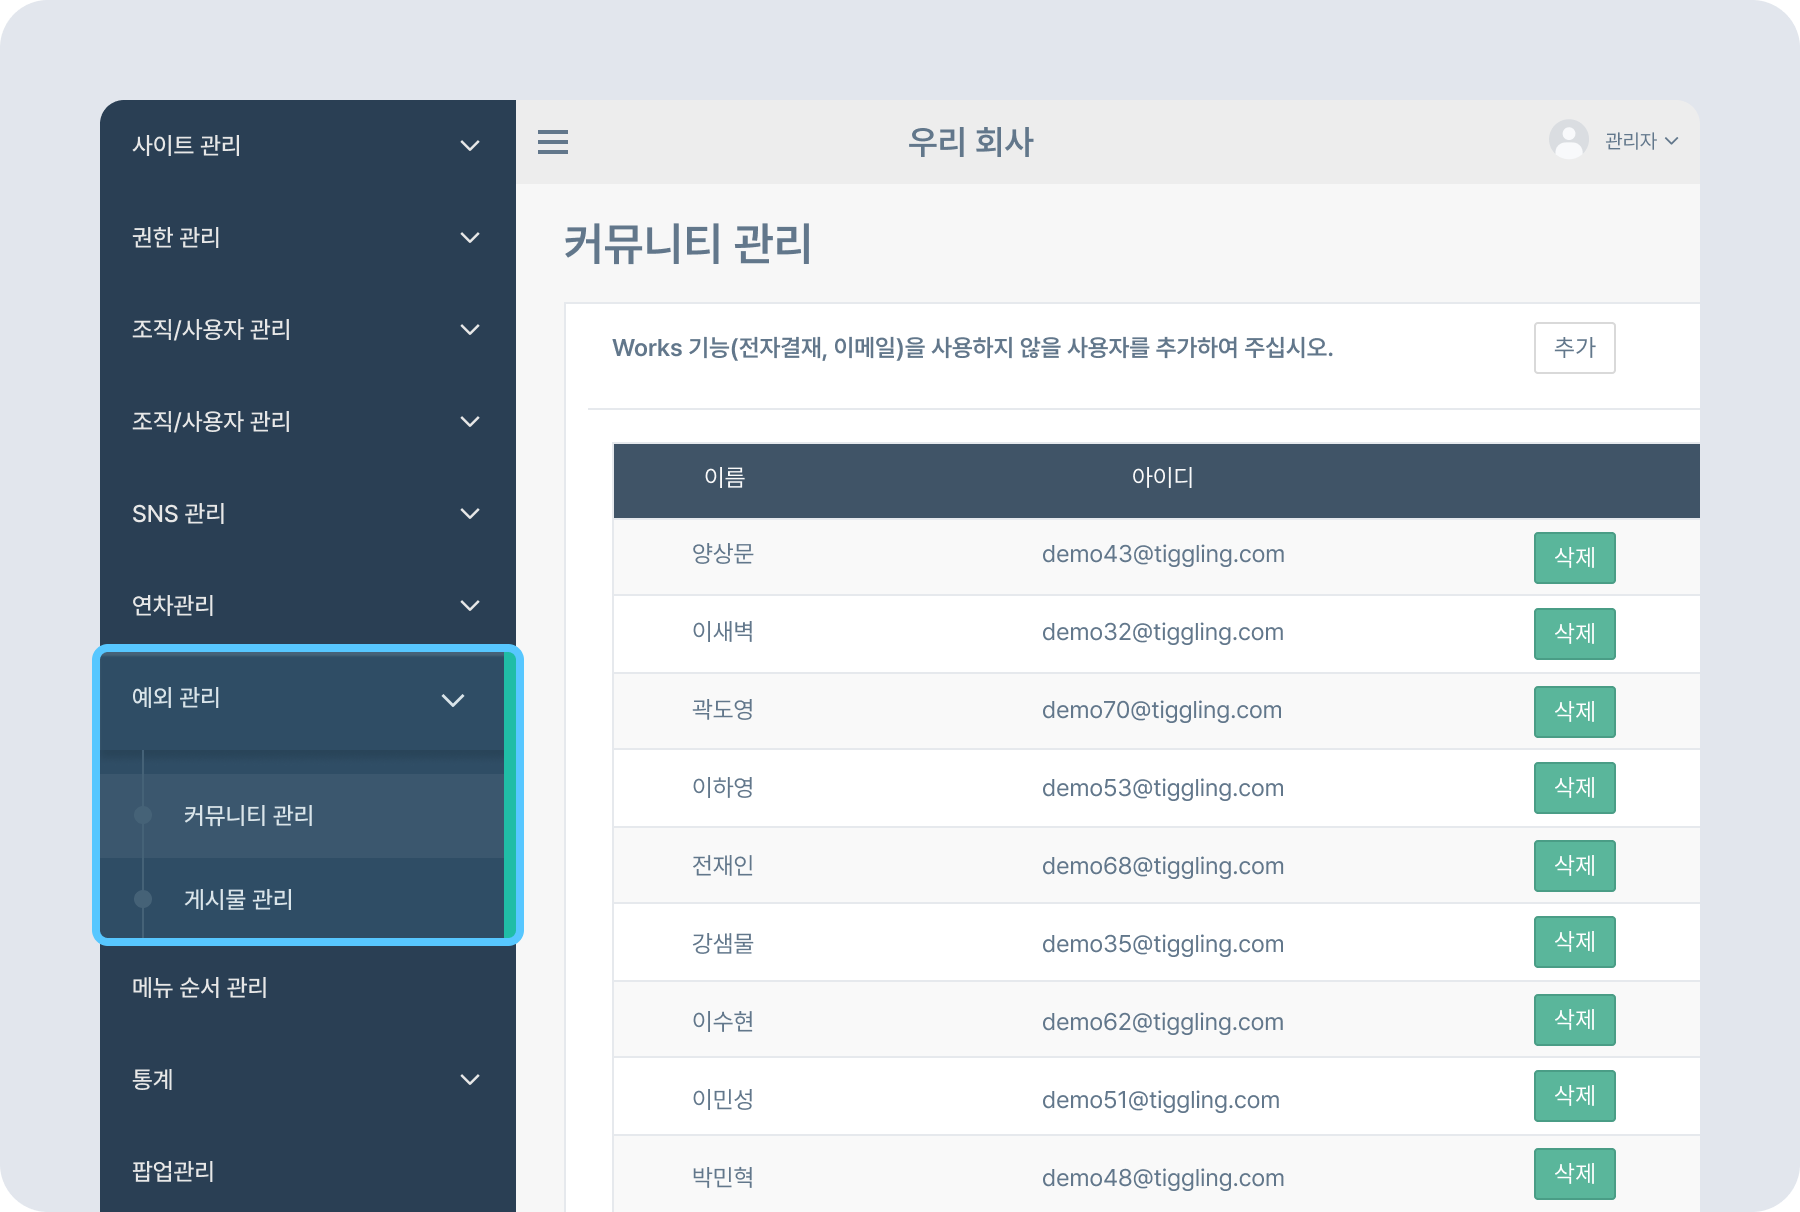 사이트 관리
권한 관리
조직/사용자 관리
조직/사용자 관리
SNS 관리
연차관리
예외 관리
커뮤니티 관리
게시물 관리
메뉴 순서 관리
통계
팝업관리
우리 회사
관리자
커뮤니티 관리
Works 기능(전자결재, 이메일)을 사용하지 않을 사용자를 추가하여 주십시오.
추가
이름 아이디
양상문 demo43@tiggling.com 삭제
이새벽 demo32@tiggling.com 삭제
곽도영 demo70@tiggling.com 삭제
이하영 demo53@tiggling.com 삭제
전재인 demo68@tiggling.com 삭제
강샘물 demo35@tiggling.com 삭제
이수현 demo62@tiggling.com 삭제
이민성 demo51@tiggling.com 삭제
박민혁 demo48@tiggling.com 삭제